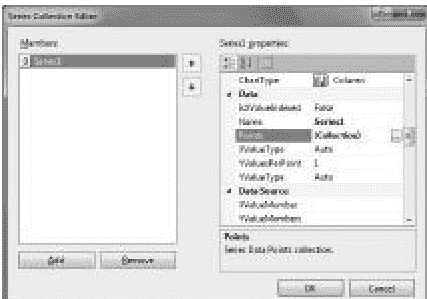 Series Collection Editor
Members
Series1 properties
0 Series1
ChartType Column
Data
IsXValueIndexed False
Name Series1
Points (Collection)
XValueType Auto
YValuesPerPoint 1
YValueType Auto
Data Source
XValueMember
YValueMembers
Points
Series Data Points collection.
Add Remove
OK Cancel